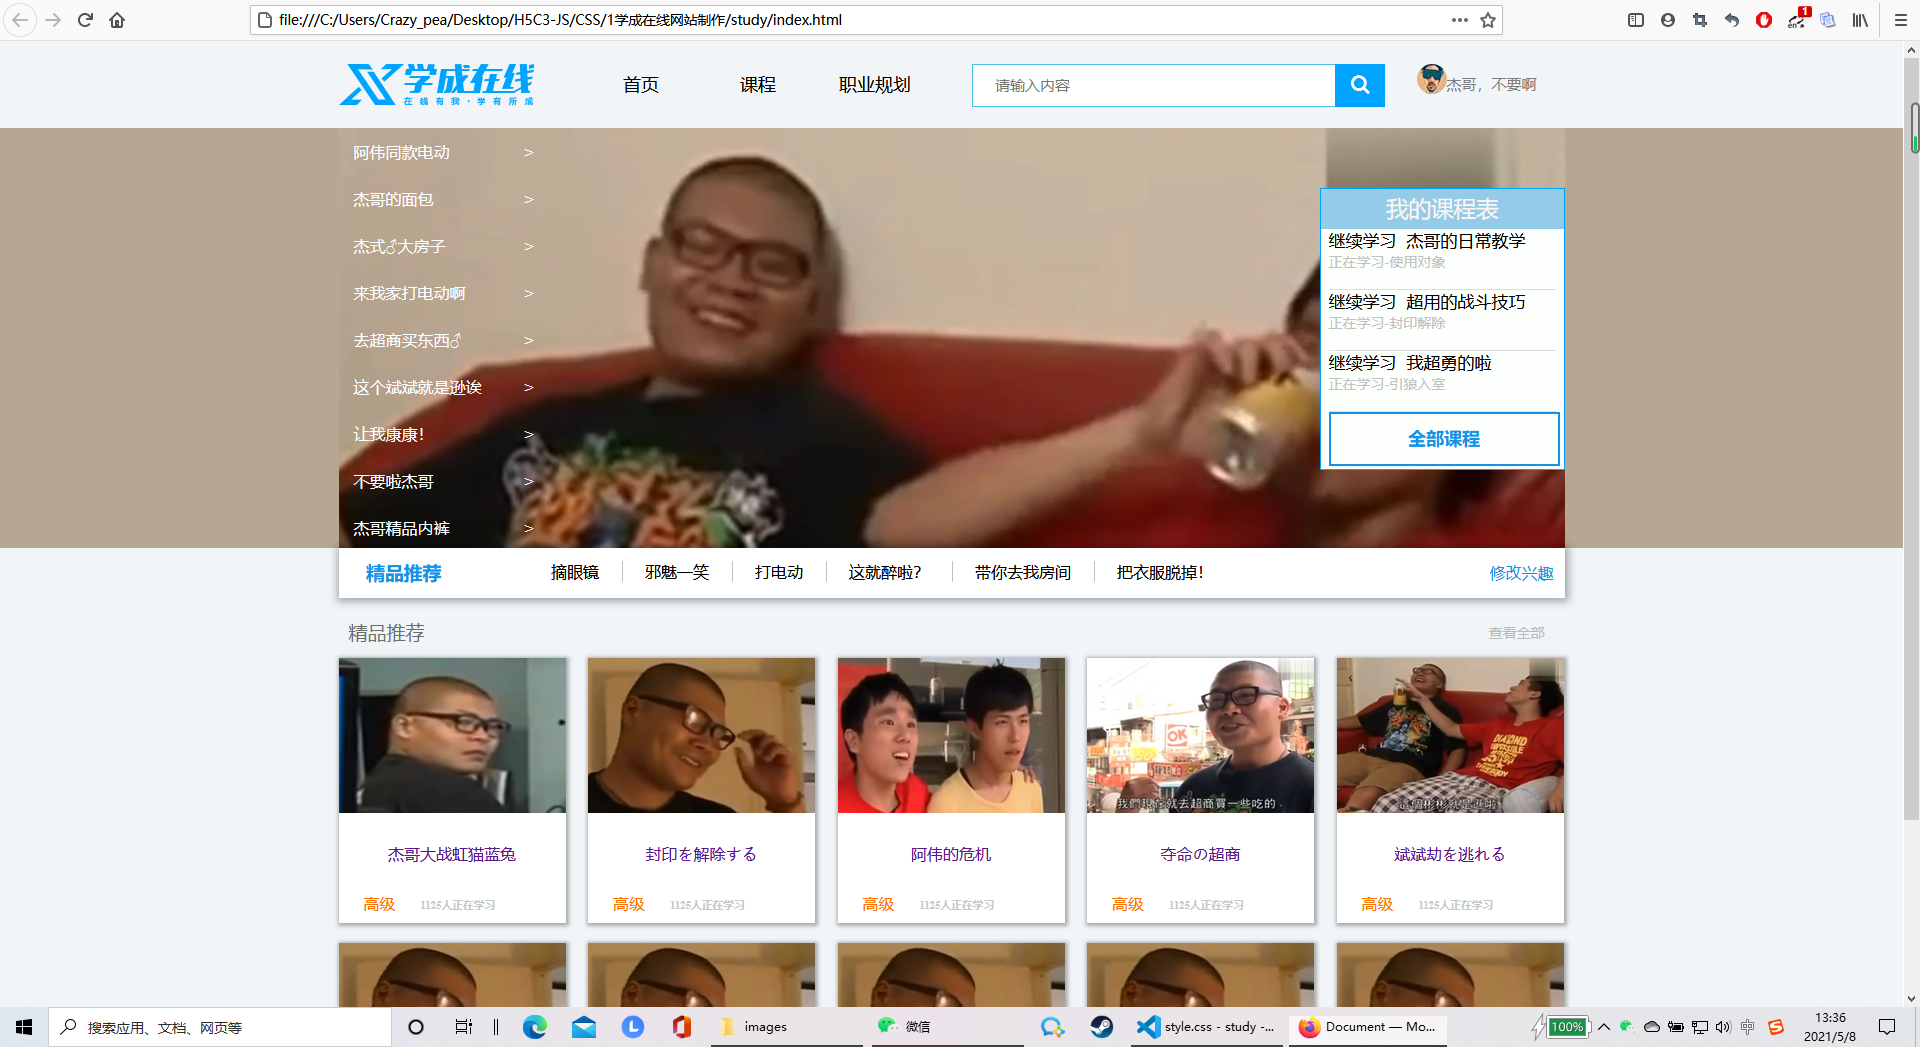 file:///C:/Users/Crazy_pea/Desktop/H5C3-JS/CSS/1学成在线网站制作/study/index.html
1
en
学成在线
在线有我·学有所成
首页
课程
职业规划
请输入内容
杰哥，不要啊
阿伟同款电动 >
杰哥的面包 >
杰式♂大房子 >
来我家打电动啊 >
去超商买东西♂ >
这个斌斌就是逊诶 >
让我康康！ >
不要啦杰哥 >
杰哥精品内裤 >
我的课程表
继续学习 杰哥的日常教学
正在学习-使用对象
继续学习 超用的战斗技巧
正在学习-封印解除
继续学习 我超勇的啦
正在学习-引狼入室
全部课程
精品推荐
摘眼镜
邪魅一笑
打电动
这就醉啦？
带你去我房间
把衣服脱掉！
修改兴趣
精品推荐
查看全部
OK
我們現在就去超商買一些吃的
DIAMOND
IMPOSSIBLE
這個彬彬就是遜啦
杰哥大战虹猫蓝兔
封印を解除する
阿伟的危机
夺命の超商
斌斌劫を逃れる
高级 1125人正在学习
高级 1125人正在学习
高级 1125人正在学习
高级 1125人正在学习
高级 1125人正在学习
搜索应用、文档、网页等
images
微信
style.css - study -...
Document — Mo...
100%
中
13:36
2021/5/8